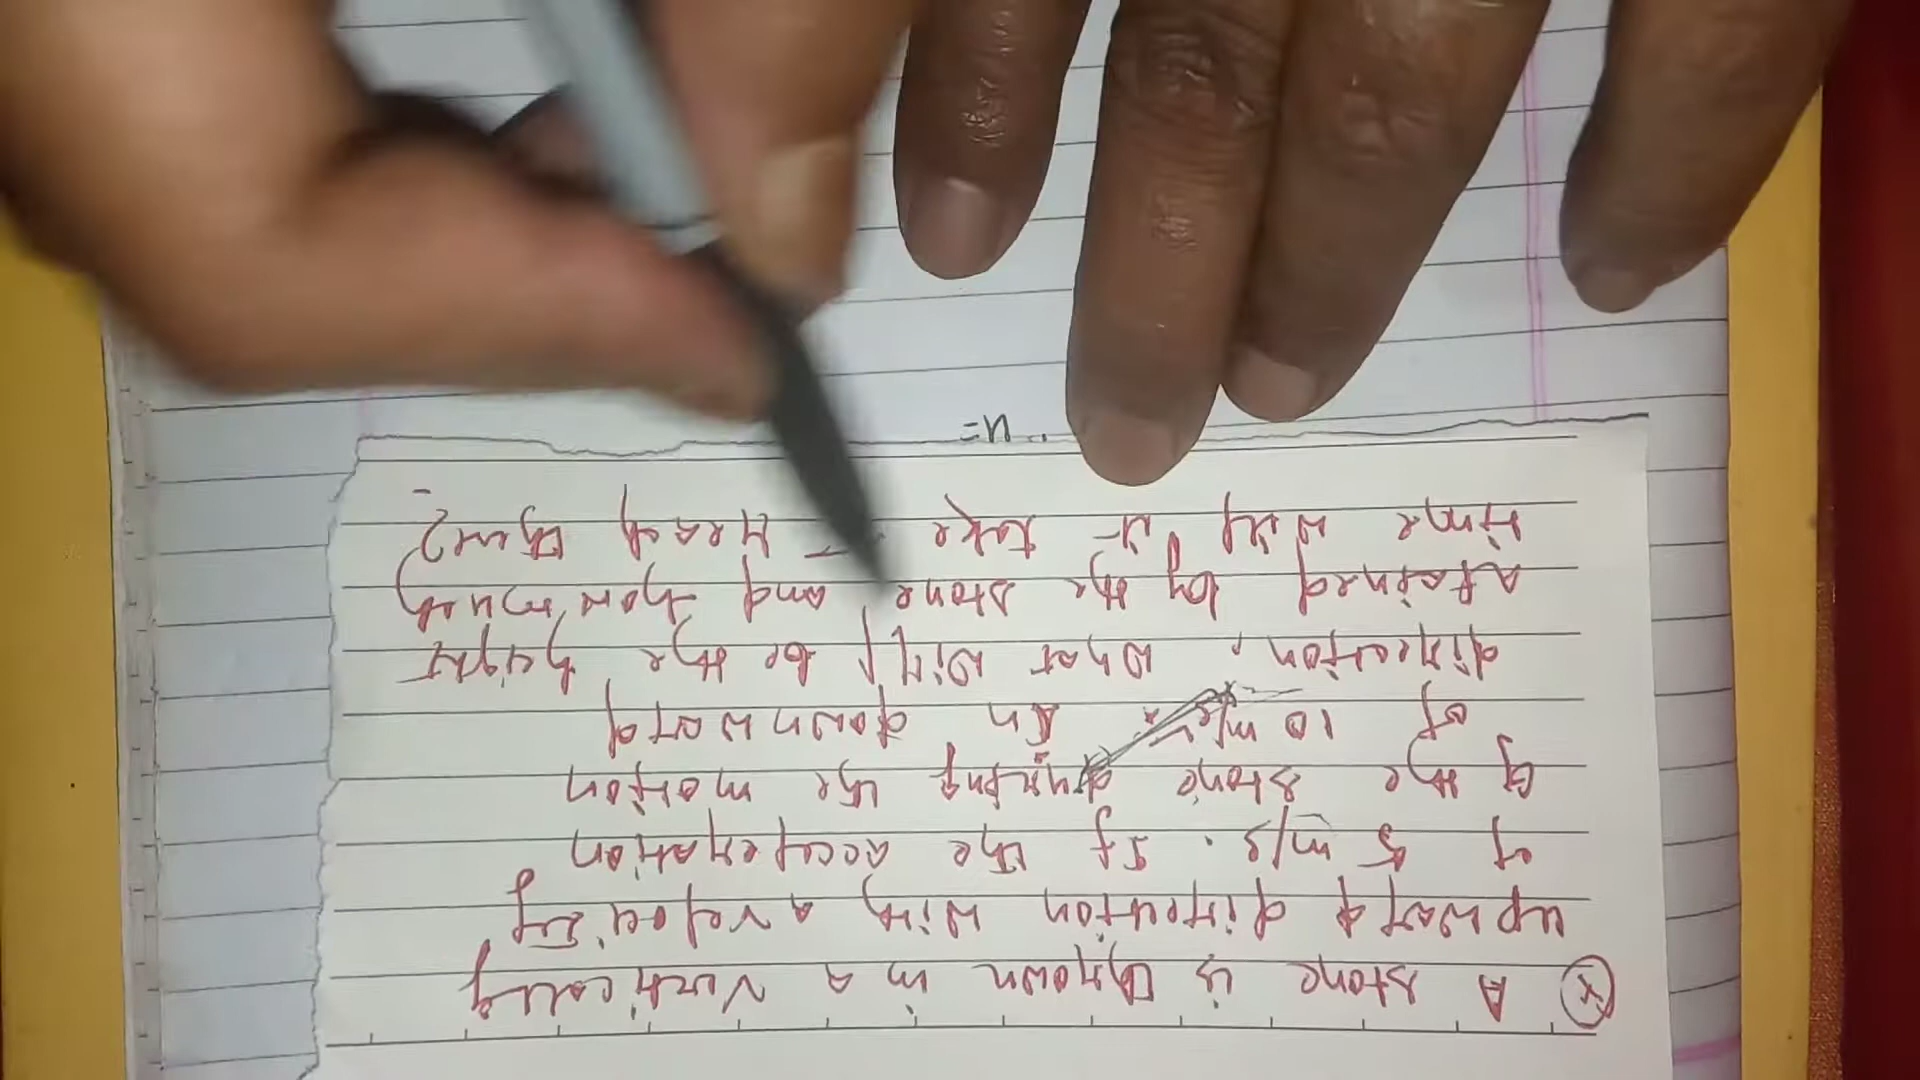 A stone is thrown in a vertically
upward direction with a velocity
of 5 m/s. If the acceleration
of the stone during the motion
of 10 m/s² in downward
direction, what will be the height
attained by the stone and how much
time will it take reach there?
u=